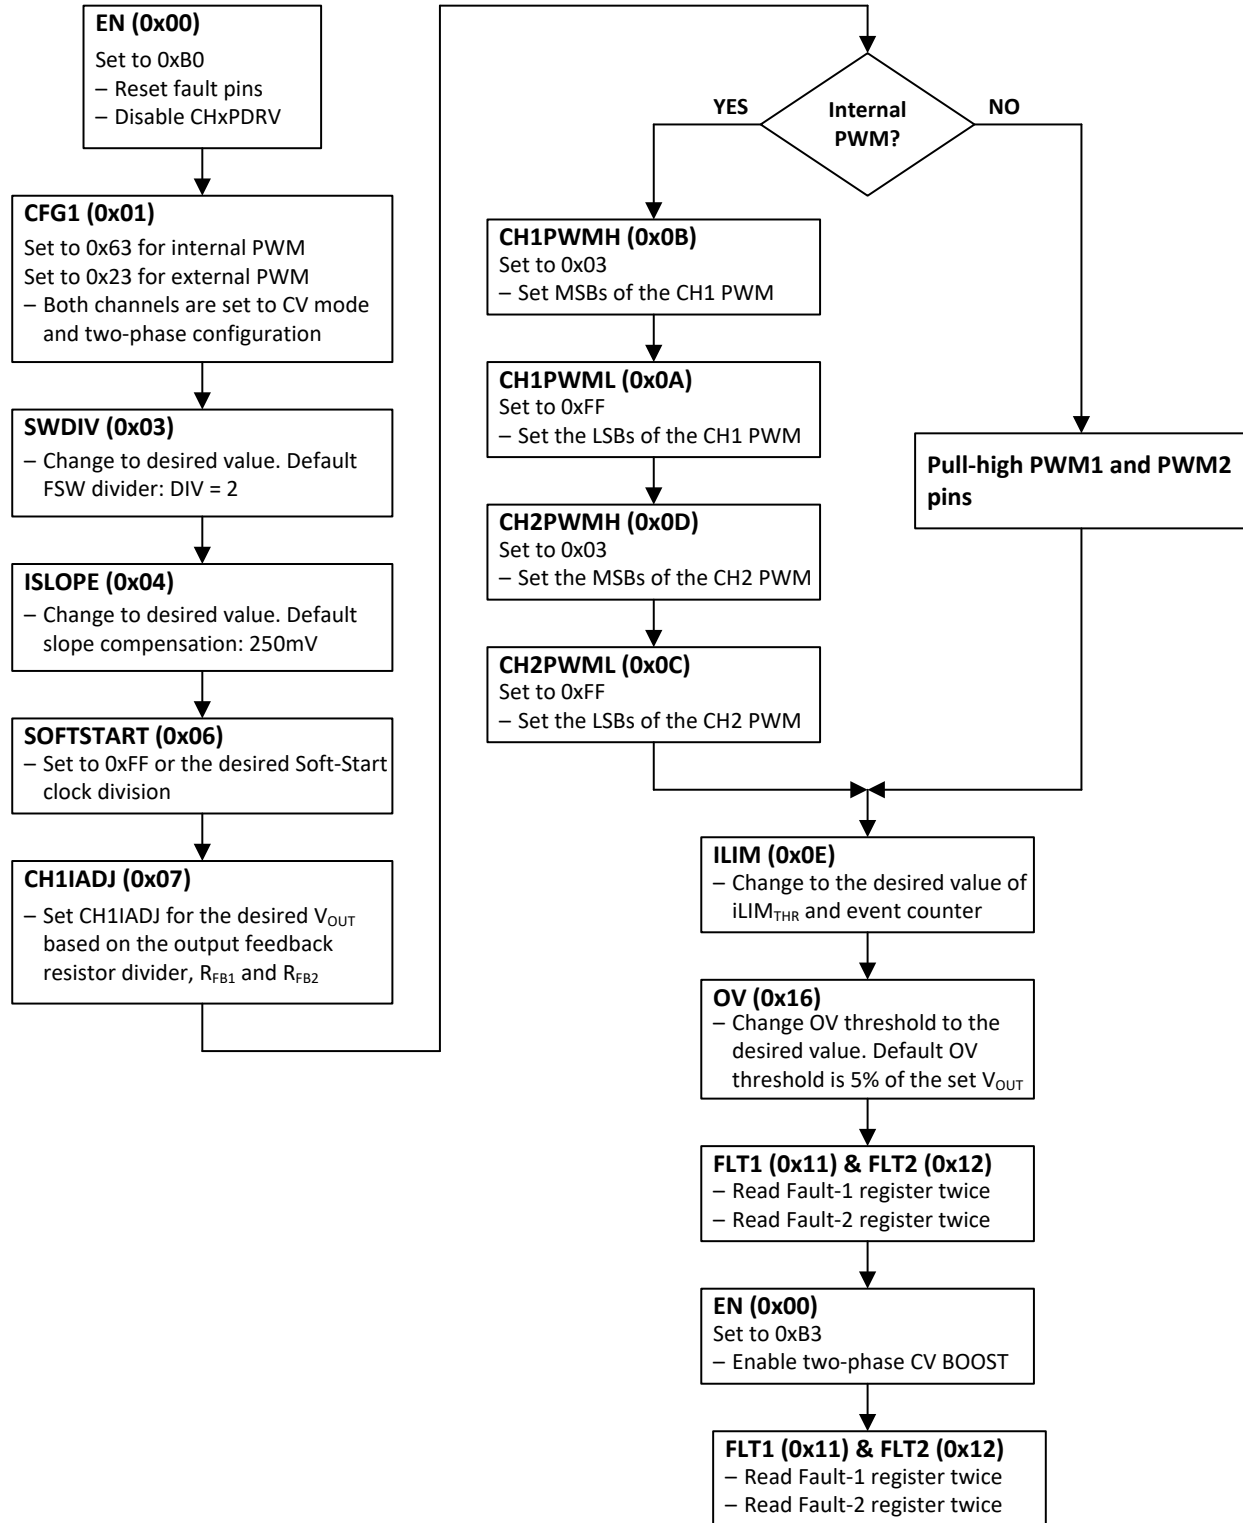 EN (0x00)
Set to 0xB0
– Reset fault pins
– Disable CHxPDRV
CFG1 (0x01)
Set to 0x63 for internal PWM
Set to 0x23 for external PWM
– Both channels are set to CV mode
and two-phase configuration
SWDIV (0x03)
– Change to desired value. Default
FSW divider: DIV = 2
ISLOPE (0x04)
– Change to desired value. Default
slope compensation: 250mV
SOFTSTART (0x06)
– Set to 0xFF or the desired Soft-Start
clock division
CH1IADJ (0x07)
– Set CH1IADJ for the desired VOUT
based on the output feedback
resistor divider, RFB1 and RFB2
Internal
PWM?
YES
NO
CH1PWMH (0x0B)
Set to 0x03
– Set MSBs of the CH1 PWM
CH1PWML (0x0A)
Set to 0xFF
– Set the LSBs of the CH1 PWM
CH2PWMH (0x0D)
Set to 0x03
– Set the MSBs of the CH2 PWM
CH2PWML (0x0C)
Set to 0xFF
– Set the LSBs of the CH2 PWM
Pull-high PWM1 and PWM2
pins
ILIM (0x0E)
– Change to the desired value of
iLIMTHR and event counter
OV (0x16)
– Change OV threshold to the
desired value. Default OV
threshold is 5% of the set VOUT
FLT1 (0x11) & FLT2 (0x12)
– Read Fault-1 register twice
– Read Fault-2 register twice
EN (0x00)
Set to 0xB3
– Enable two-phase CV BOOST
FLT1 (0x11) & FLT2 (0x12)
– Read Fault-1 register twice
– Read Fault-2 register twice